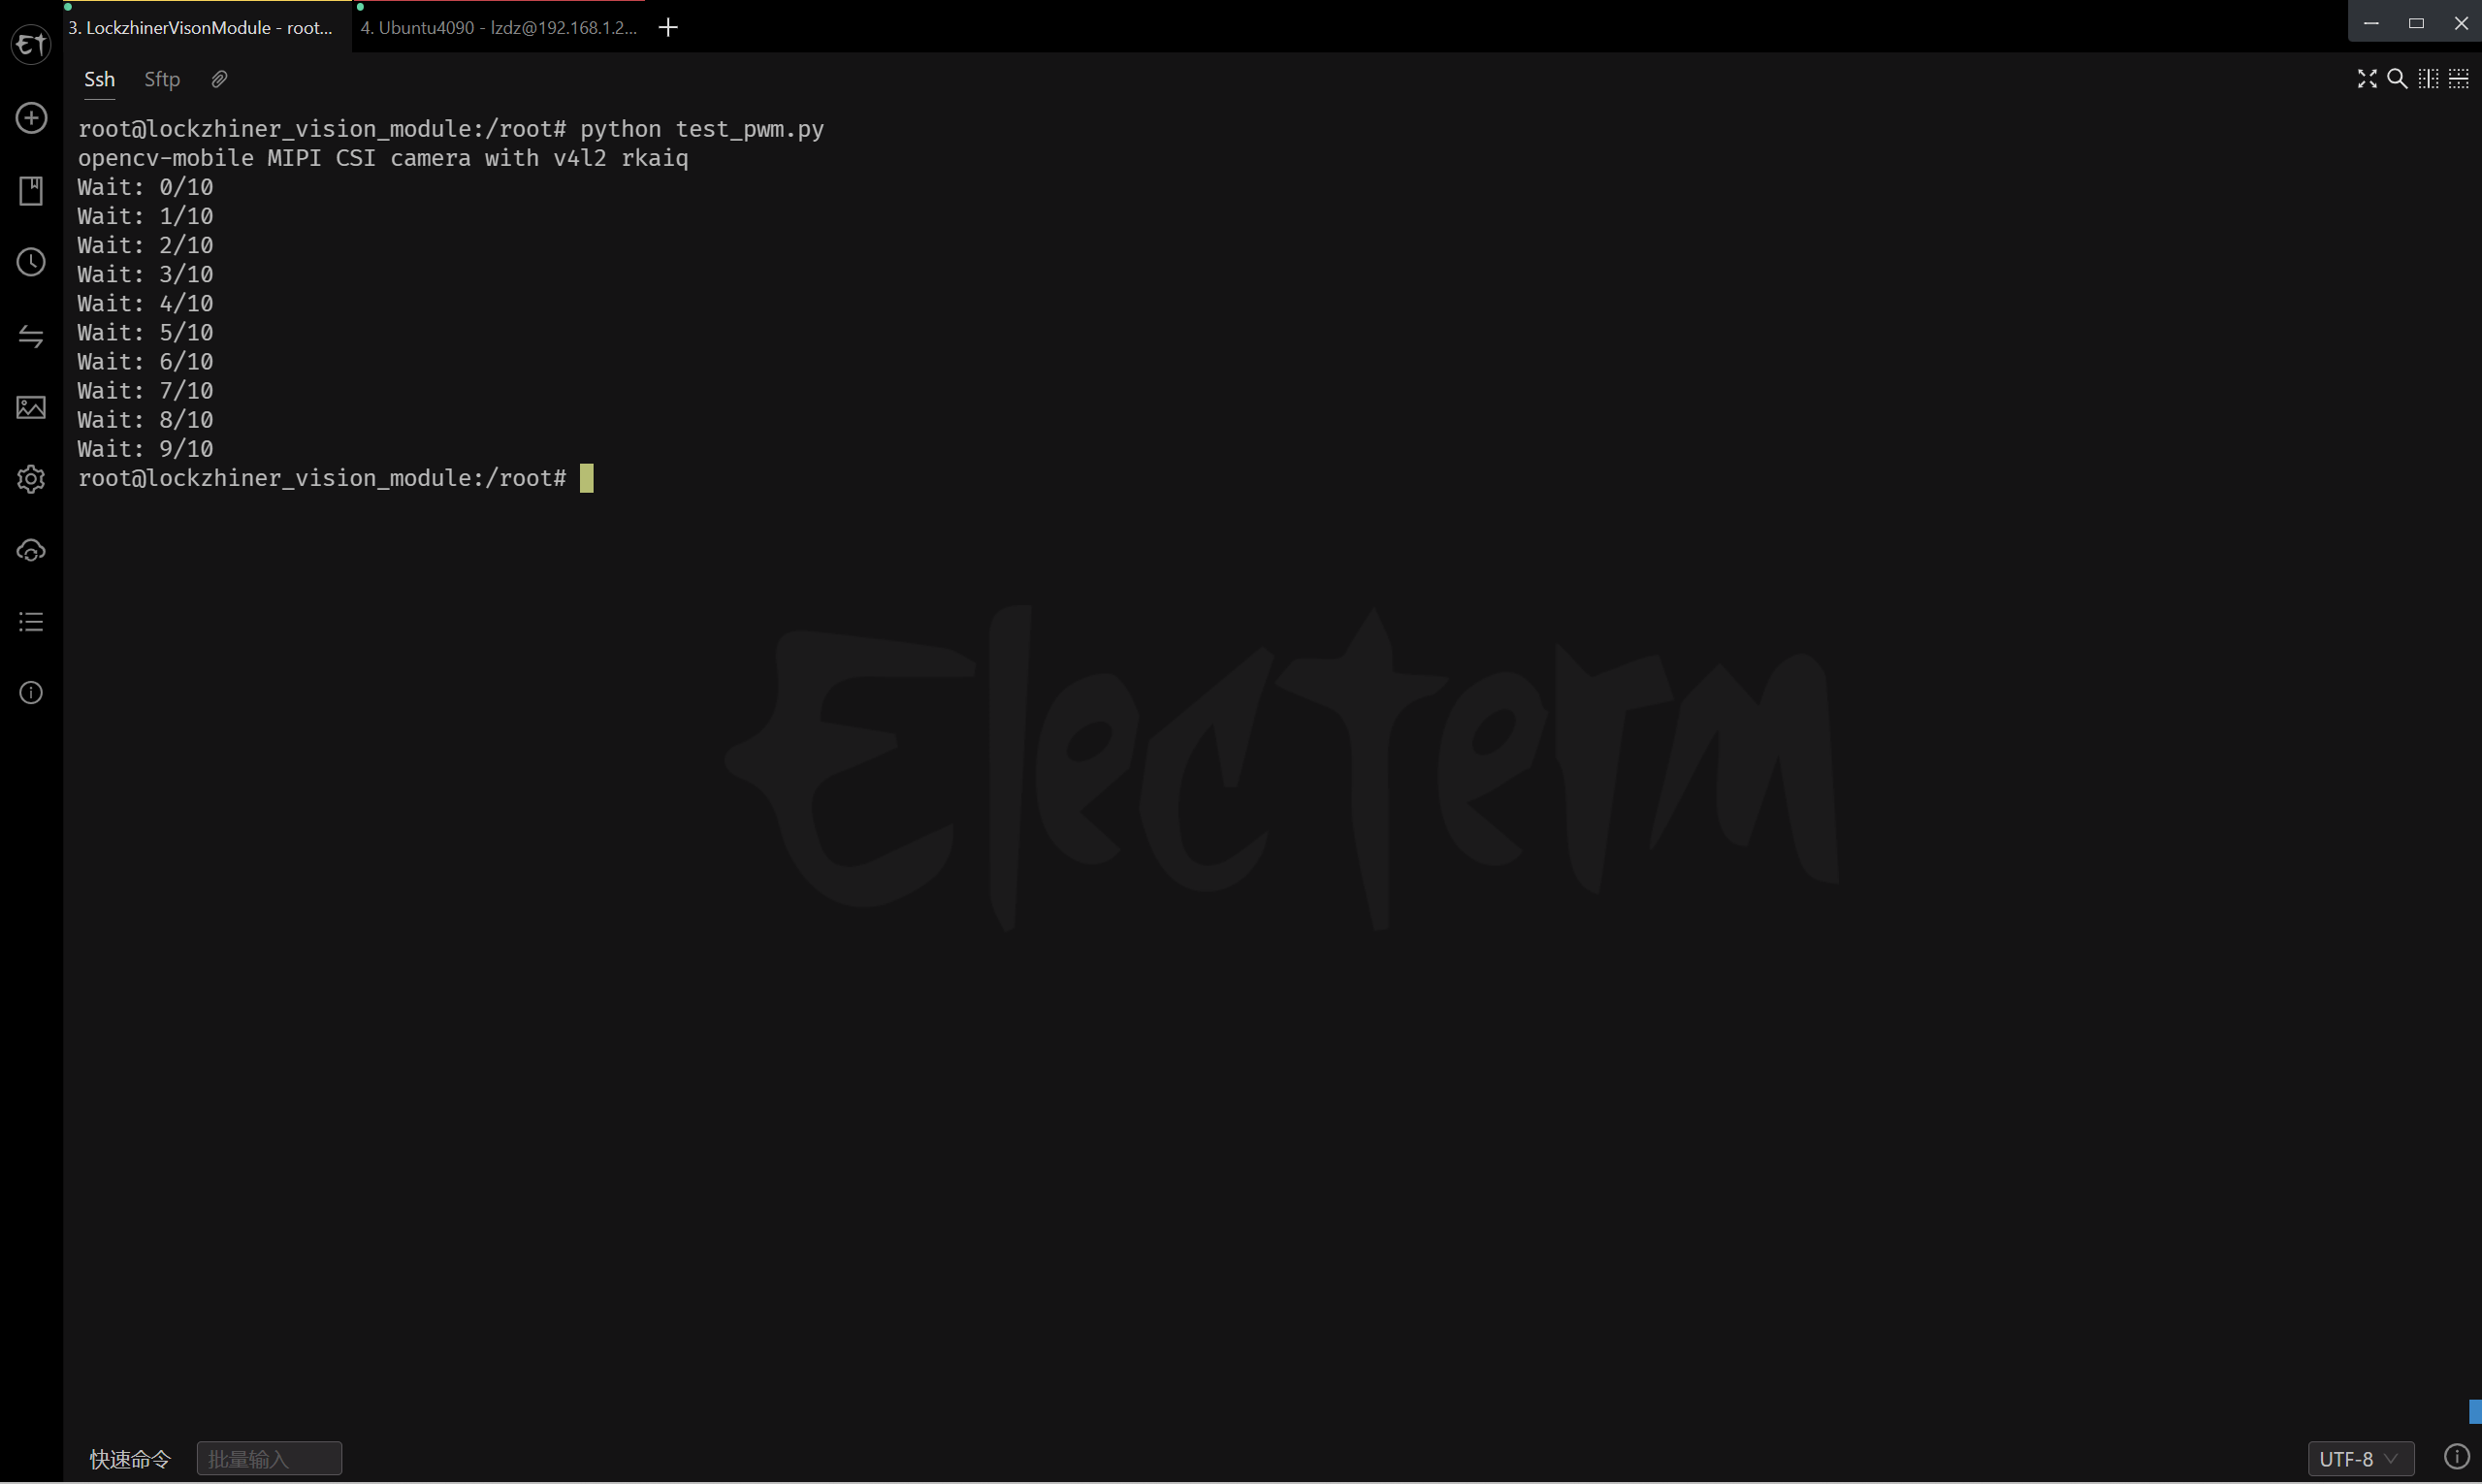 3. LockzhinerVisonModule - root...
4. Ubuntu4090 - lzdz@192.168.1.2...
Ssh
Sftp
root@lockzhiner_vision_module:/root# python test_pwm.py
opencv-mobile MIPI CSI camera with v4l2 rkaiq
Wait: 0/10
Wait: 1/10
Wait: 2/10
Wait: 3/10
Wait: 4/10
Wait: 5/10
Wait: 6/10
Wait: 7/10
Wait: 8/10
Wait: 9/10
root@lockzhiner_vision_module:/root#
Electerm
快速命令
批量输入
UTF-8